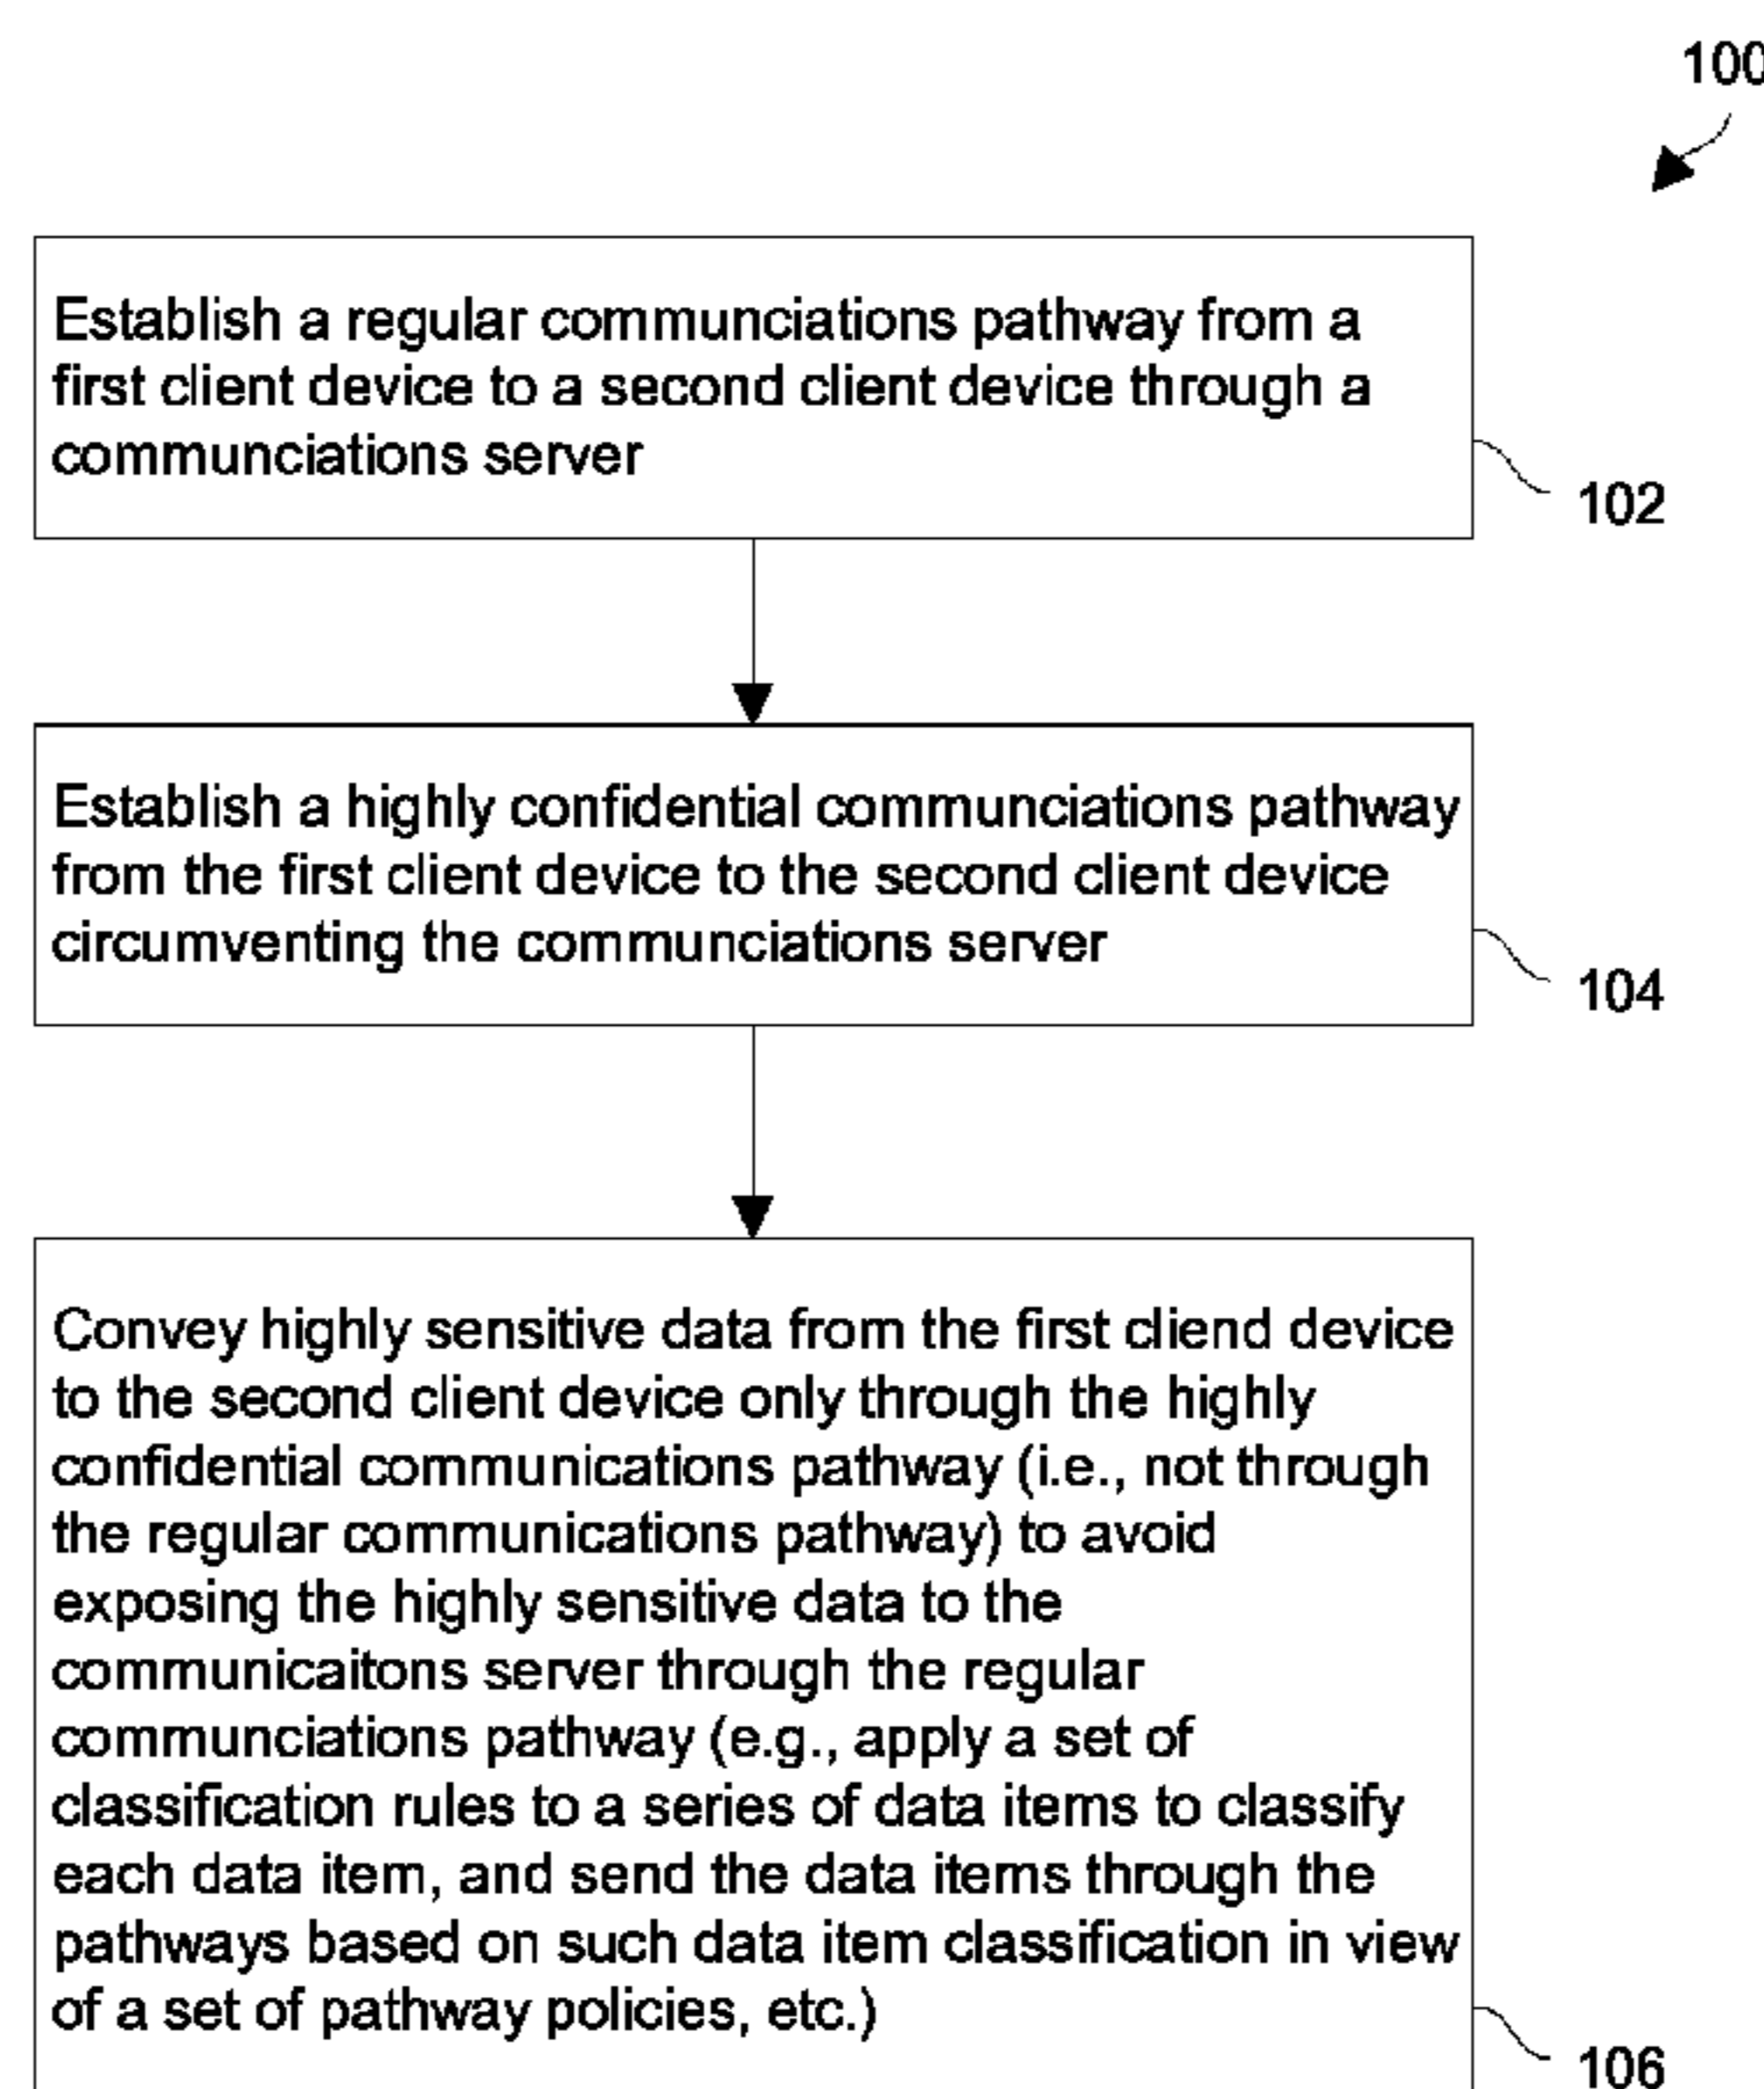 100
Establish a regular communciations pathway from a
first client device to a second client device through a
communciations server
102
Establish a highly confidential communciations pathway
from the first client device to the second client device
circumventing the communciations server
104
Convey highly sensitive data from the first cliend device
to the second client device only through the highly
confidential communications pathway (i.e., not through
the regular communications pathway) to avoid
exposing the highly sensitive data to the
communicaitons server through the regular
communciations pathway (e.g., apply a set of
classification rules to a series of data items to classify
each data item, and send the data items through the
pathways based on such data item classification in view
of a set of pathway policies, etc.)
106